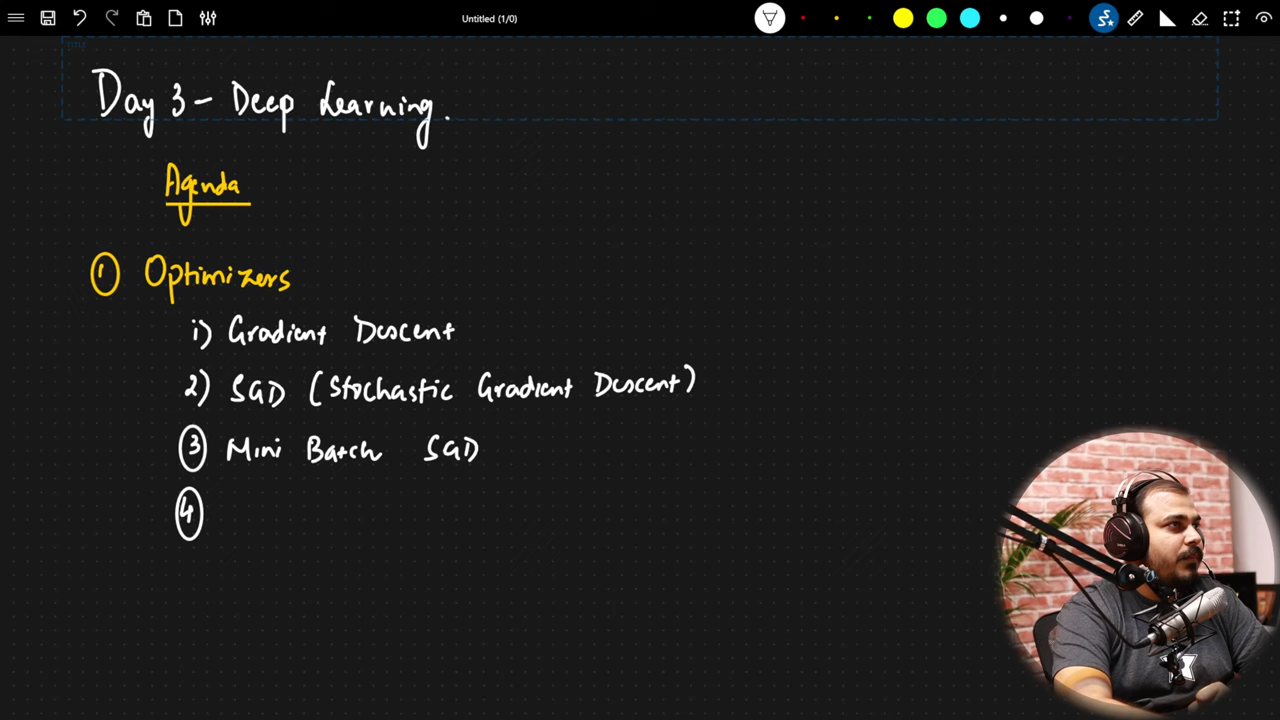 Untitled (1/0)
TITLE
Day 3 - Deep Learning.
Agenda
① Optimizers
i) Gradient Descent
2) SGD (Stochastic Gradient Descent)
③ Mini Batch SGD
④